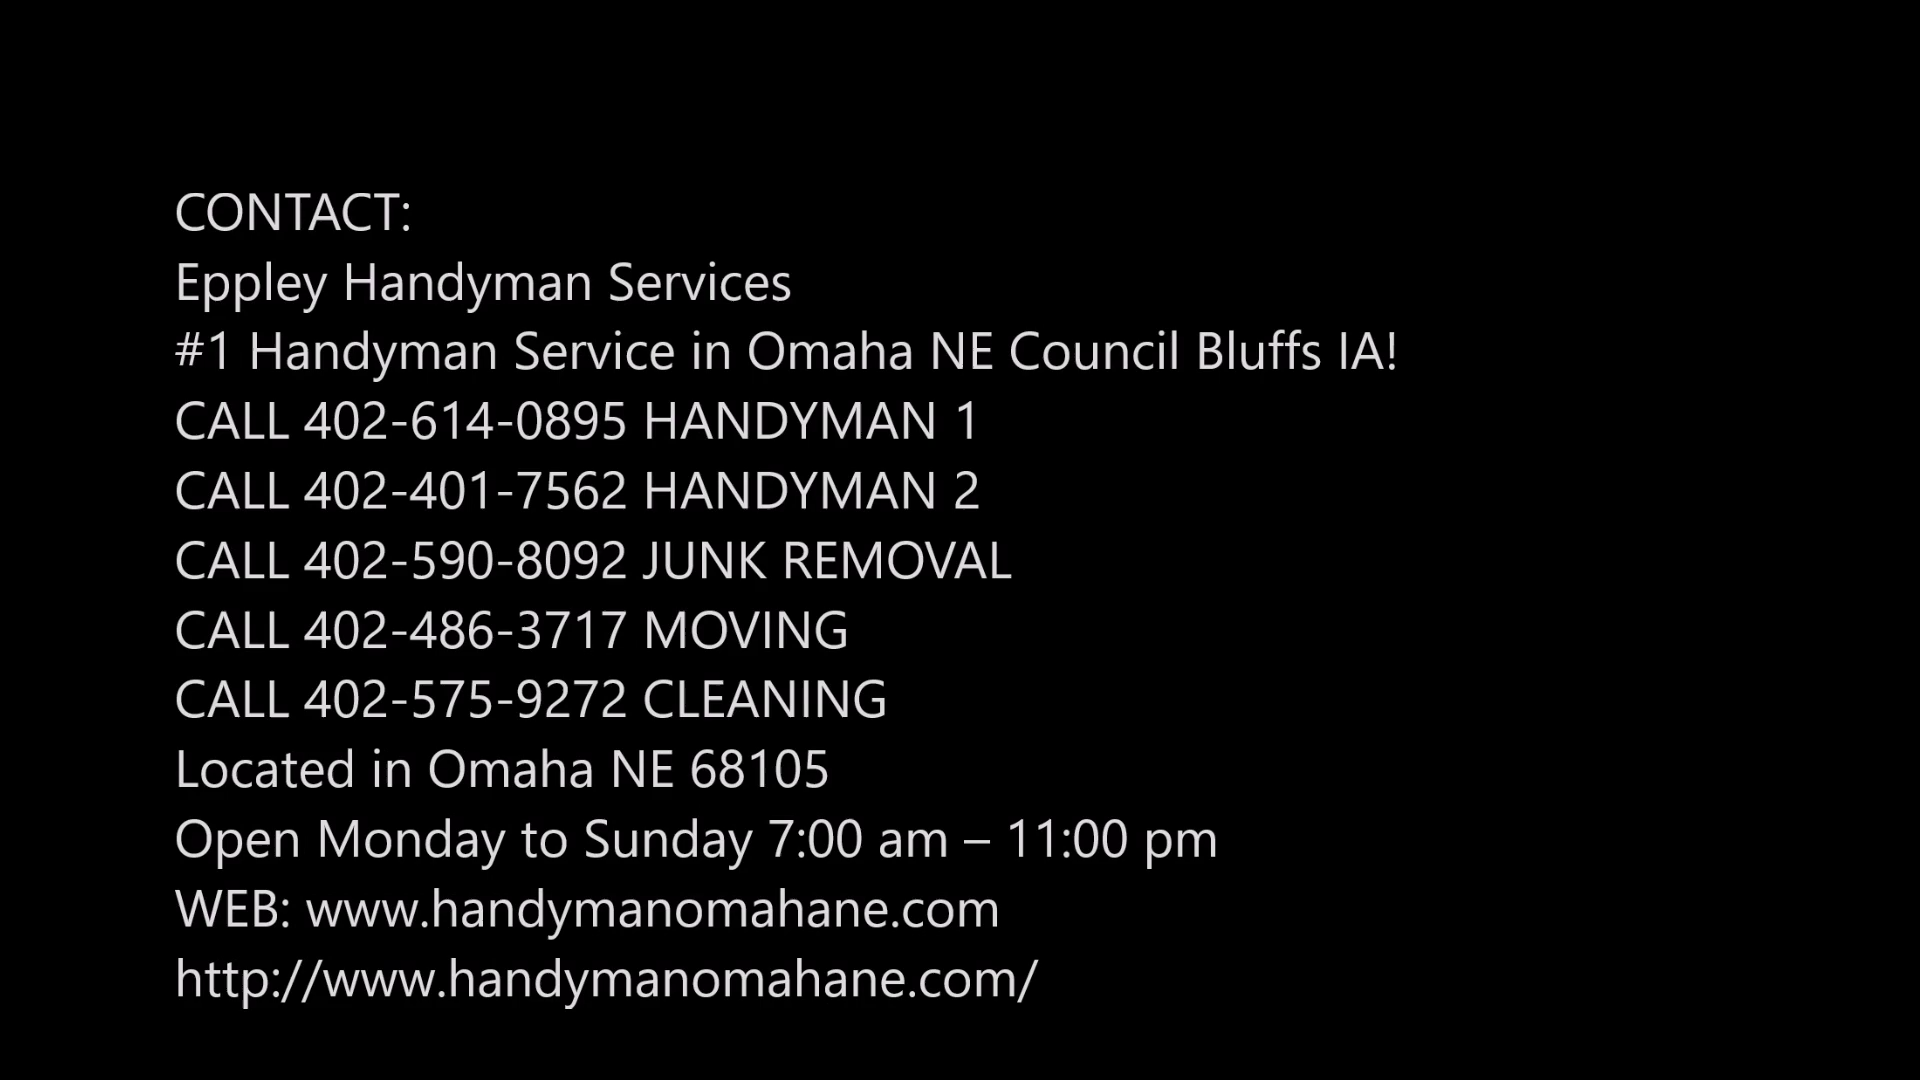 CONTACT:
Eppley Handyman Services
#1 Handyman Service in Omaha NE Council Bluffs IA!
CALL 402-614-0895 HANDYMAN 1
CALL 402-401-7562 HANDYMAN 2
CALL 402-590-8092 JUNK REMOVAL
CALL 402-486-3717 MOVING
CALL 402-575-9272 CLEANING
Located in Omaha NE 68105
Open Monday to Sunday 7:00 am – 11:00 pm
WEB: www.handymanomahane.com
http://www.handymanomahane.com/